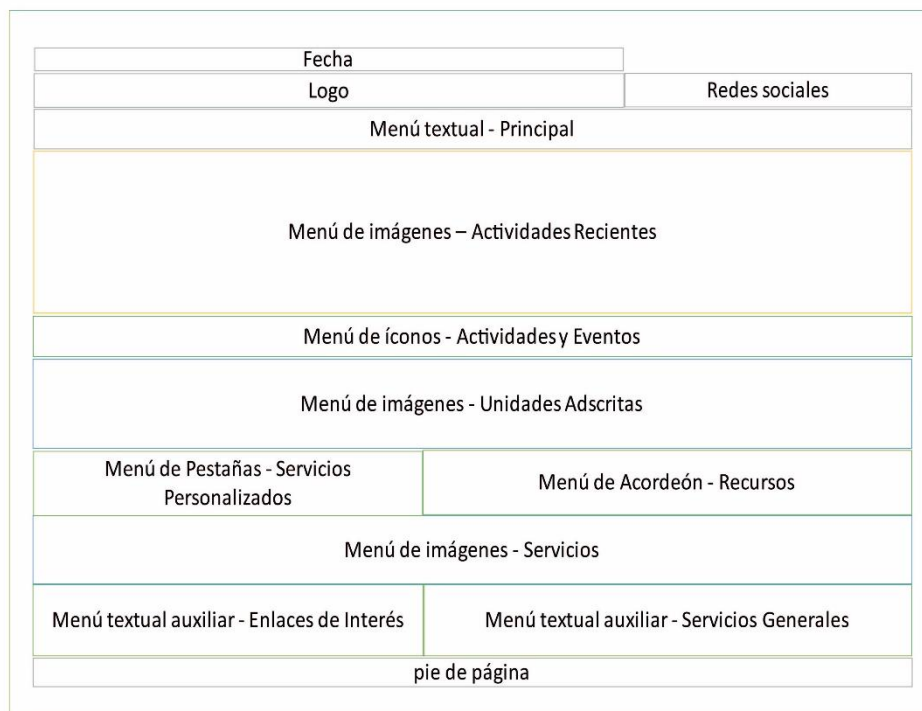 Fecha
Logo
Redes sociales
Menú textual - Principal
Menú de imágenes – Actividades Recientes
Menú de íconos - Actividades y Eventos
Menú de imágenes - Unidades Adscritas
Menú de Pestañas - Servicios
Personalizados
Menú de Acordeón - Recursos
Menú de imágenes - Servicios
Menú textual auxiliar - Enlaces de Interés
Menú textual auxiliar - Servicios Generales
pie de página